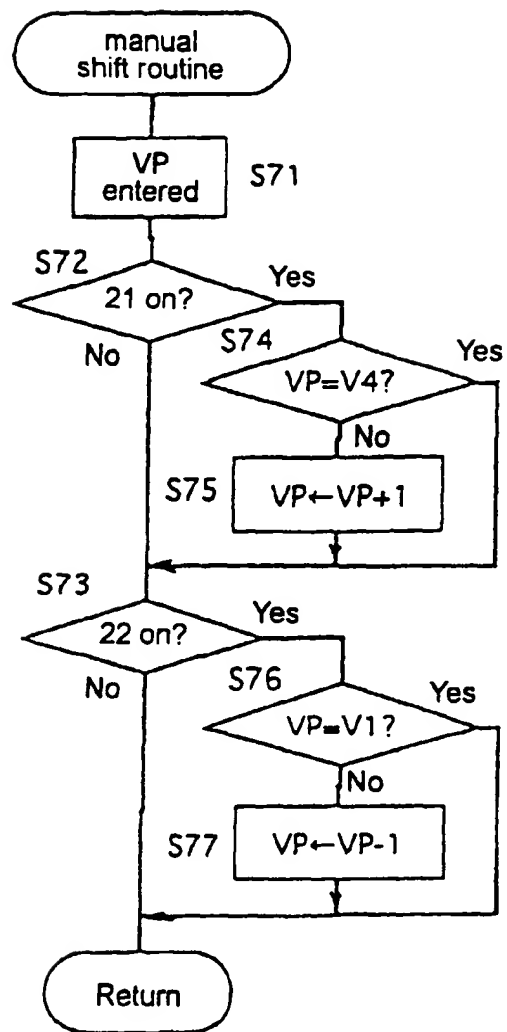 manual
shift routine
VP
entered
S71
S72
21 on?
Yes
No
S74
VP=V4?
Yes
No
S75
VP←VP+1
S73
22 on?
Yes
No
S76
VP=V1?
Yes
No
S77
VP←VP-1
Return